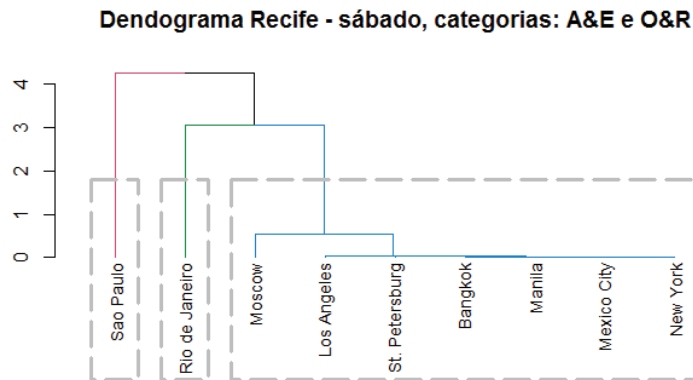 Dendograma Recife - sábado, categorias: A&E e O&R
4
3
2
1
0
Sao Paulo
Rio de Janeiro
Moscow
Los Angeles
St. Petersburg
Bangkok
Manila
Mexico City
New York